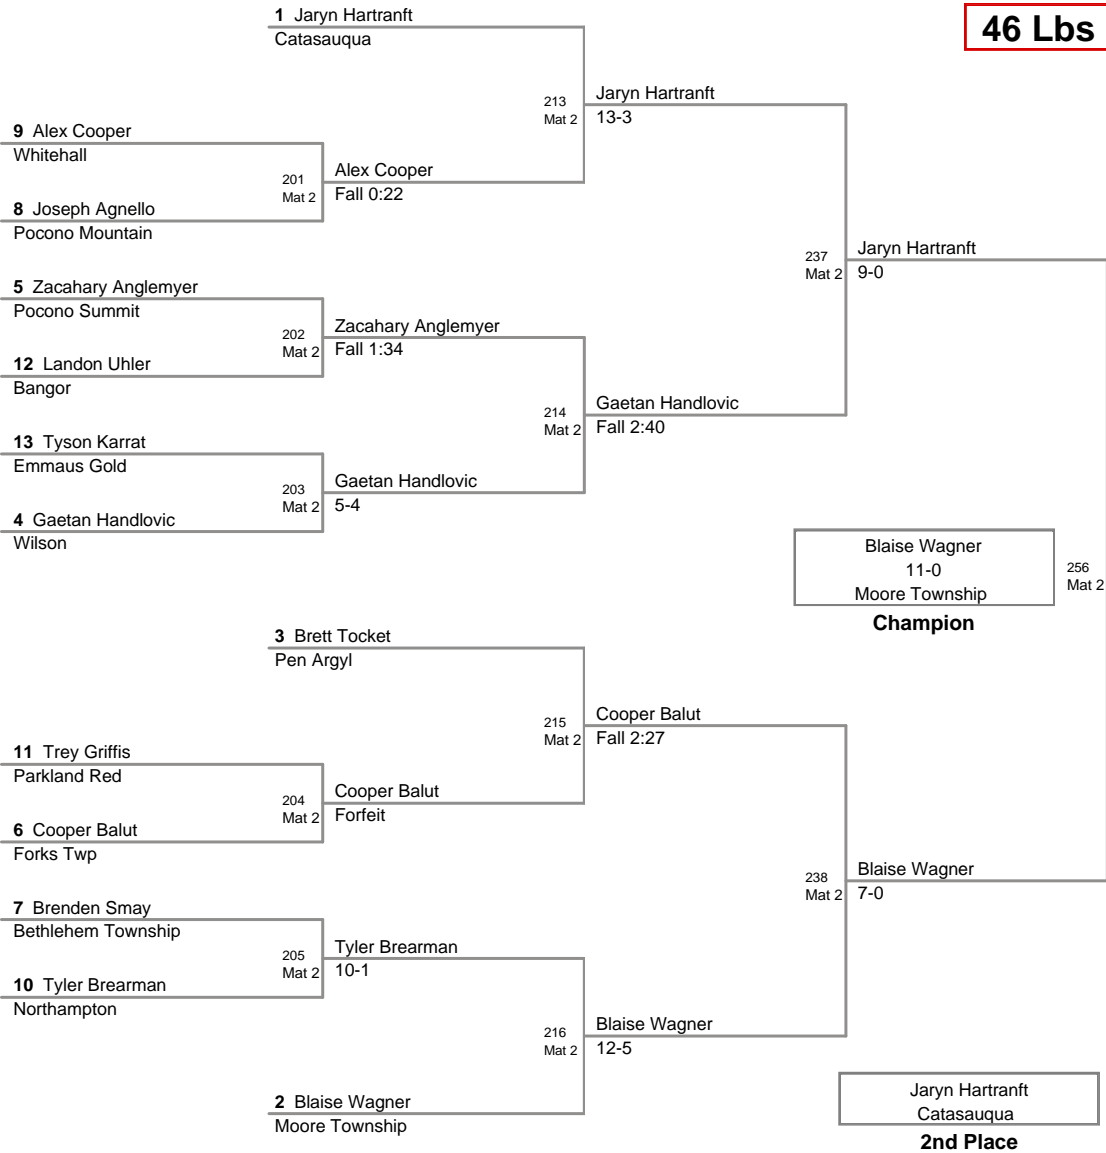 46 Lbs
1 Jaryn Hartranft
Catasauqua
213
Mat 2
Jaryn Hartranft
13-3
9 Alex Cooper
Whitehall
201
Mat 2
Alex Cooper
Fall 0:22
8 Joseph Agnello
Pocono Mountain
237
Mat 2
Jaryn Hartranft
9-0
5 Zacahary Anglemyer
Pocono Summit
202
Mat 2
Zacahary Anglemyer
Fall 1:34
12 Landon Uhler
Bangor
214
Mat 2
Gaetan Handlovic
Fall 2:40
13 Tyson Karrat
Emmaus Gold
203
Mat 2
Gaetan Handlovic
5-4
4 Gaetan Handlovic
Wilson
Blaise Wagner
11-0
Moore Township
Champion
256
Mat 2
3 Brett Tocket
Pen Argyl
215
Mat 2
Cooper Balut
Fall 2:27
11 Trey Griffis
Parkland Red
204
Mat 2
Cooper Balut
Forfeit
6 Cooper Balut
Forks Twp
238
Mat 2
Blaise Wagner
7-0
7 Brenden Smay
Bethlehem Township
205
Mat 2
Tyler Brearman
10-1
10 Tyler Brearman
Northampton
216
Mat 2
Blaise Wagner
12-5
2 Blaise Wagner
Moore Township
Jaryn Hartranft
Catasauqua
2nd Place